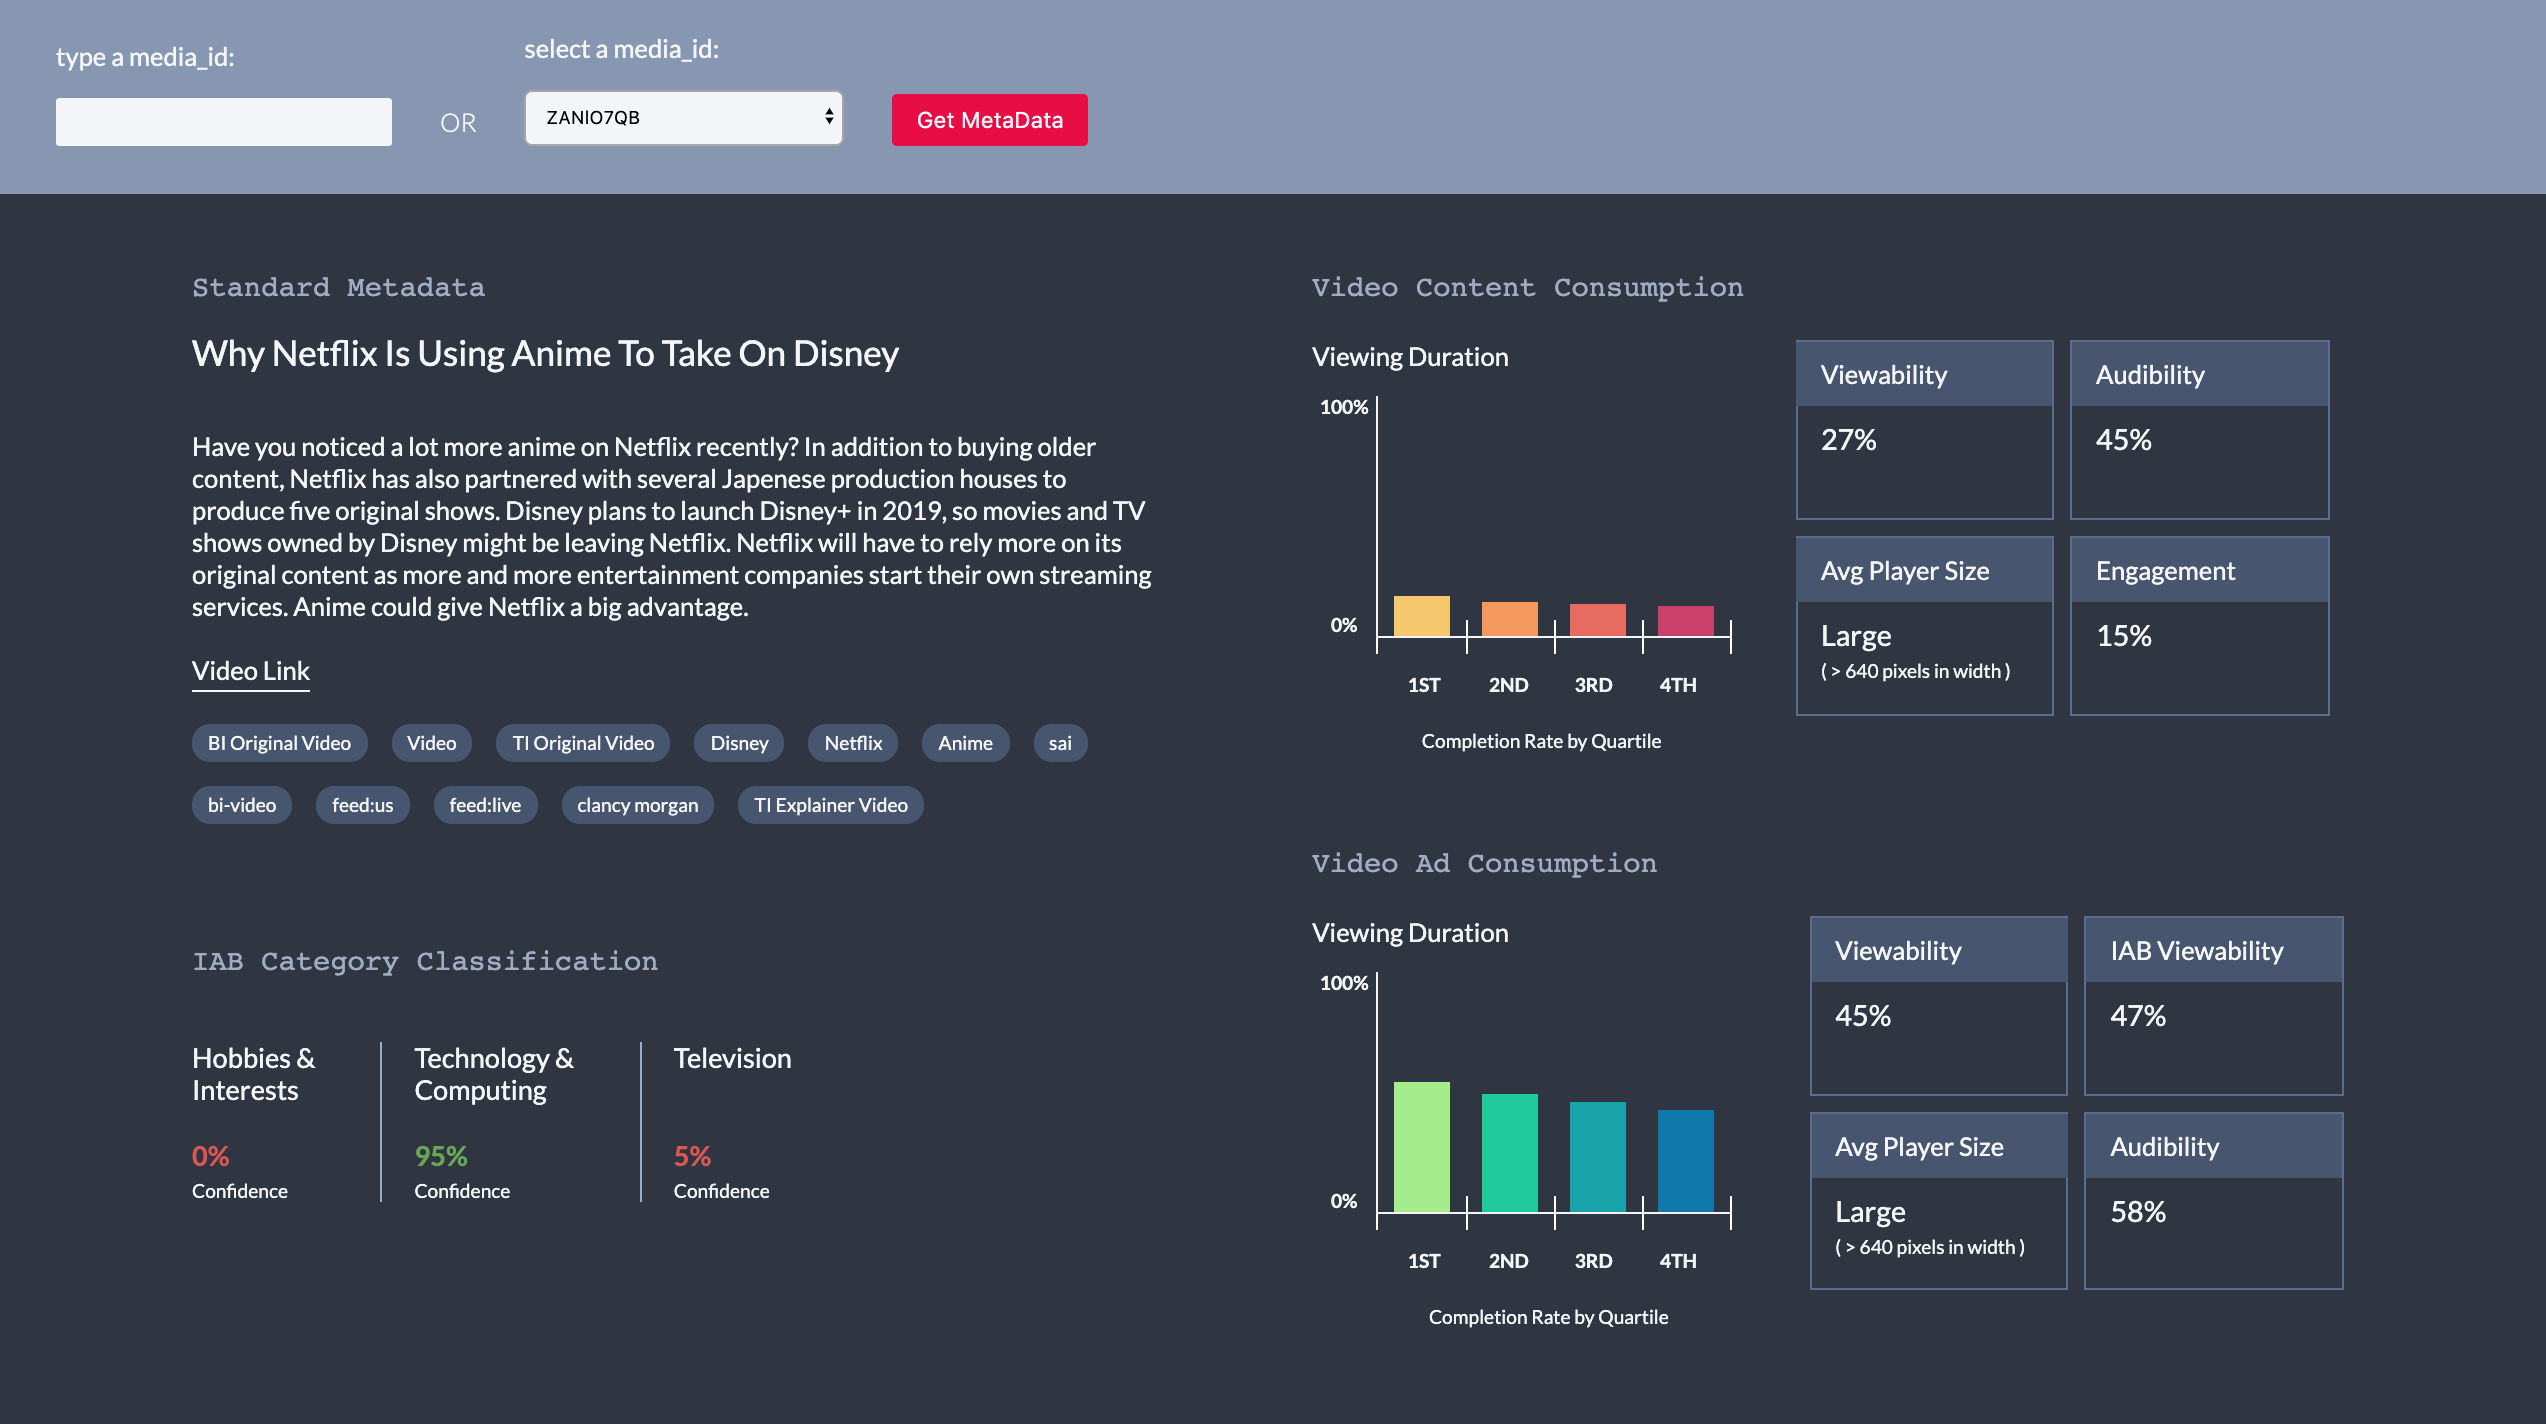 type a media_id:
select a media_id:
OR
ZANIO7QB
Get MetaData
Standard Metadata
Why Netflix Is Using Anime To Take On Disney
Have you noticed a lot more anime on Netflix recently? In addition to buying older
content, Netflix has also partnered with several Japenese production houses to
produce five original shows. Disney plans to launch Disney+ in 2019, so movies and TV
shows owned by Disney might be leaving Netflix. Netflix will have to rely more on its
original content as more and more entertainment companies start their own streaming
services. Anime could give Netflix a big advantage.
Video Link
BI Original Video Video TI Original Video Disney Netflix Anime sai
bi-video feed:us feed:live clancy morgan TI Explainer Video
IAB Category Classification
Hobbies &
Interests
0%
Confidence
Technology &
Computing
95%
Confidence
Television
5%
Confidence
Video Content Consumption
Viewing Duration
100%
0%
1ST 2ND 3RD 4TH
Completion Rate by Quartile
Viewability
27%
Audibility
45%
Avg Player Size
Large
( > 640 pixels in width )
Engagement
15%
Video Ad Consumption
Viewing Duration
100%
0%
1ST 2ND 3RD 4TH
Completion Rate by Quartile
Viewability
45%
IAB Viewability
47%
Avg Player Size
Large
( > 640 pixels in width )
Audibility
58%